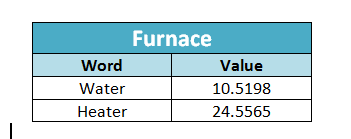 Furnace
Word Value
Water 10.5198
Heater 24.5565